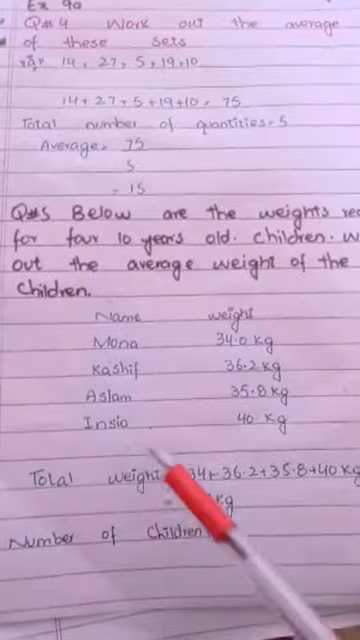 Ex 9a
Q#4 Work out the average
of these sets
"a" 14, 27, 5, 19, 10
14+27+5+19+10= 75
Total number of quantities=5
Average= 75
5
= 15
Q#5 Below are the weights
for four 10 years old. children.
out the average weight of the
children.
Name weight
Mona 34.0 kg
Kashif 36.2 kg
Aslam 35.8 kg
Insia 40 kg
Total weight 34+36.2+35.8+40 kg
kg
Number of Children